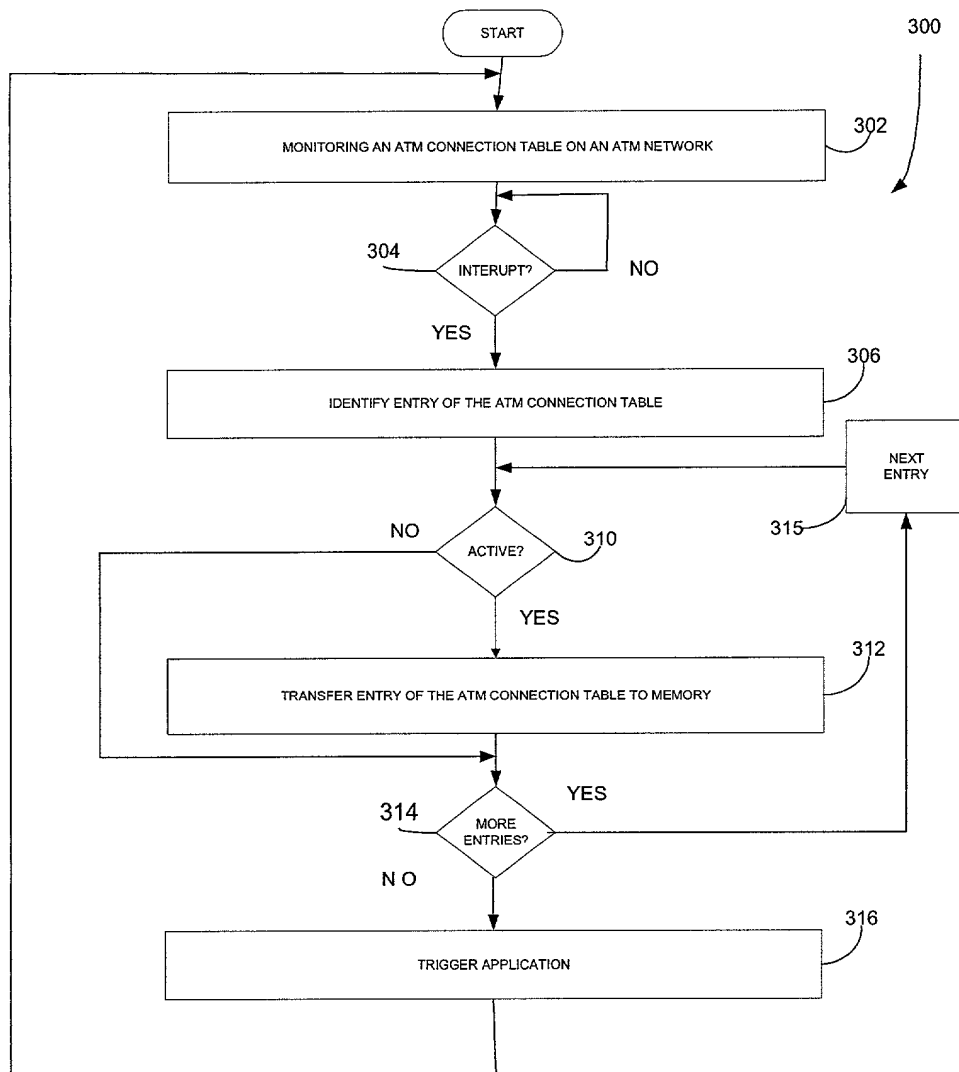 START
300
302
MONITORING AN ATM CONNECTION TABLE ON AN ATM NETWORK
304
INTERUPT?
NO
YES
306
IDENTIFY ENTRY OF THE ATM CONNECTION TABLE
NEXT
ENTRY
315
NO
ACTIVE?
310
YES
312
TRANSFER ENTRY OF THE ATM CONNECTION TABLE TO MEMORY
YES
314
MORE
ENTRIES?
N O
316
TRIGGER APPLICATION